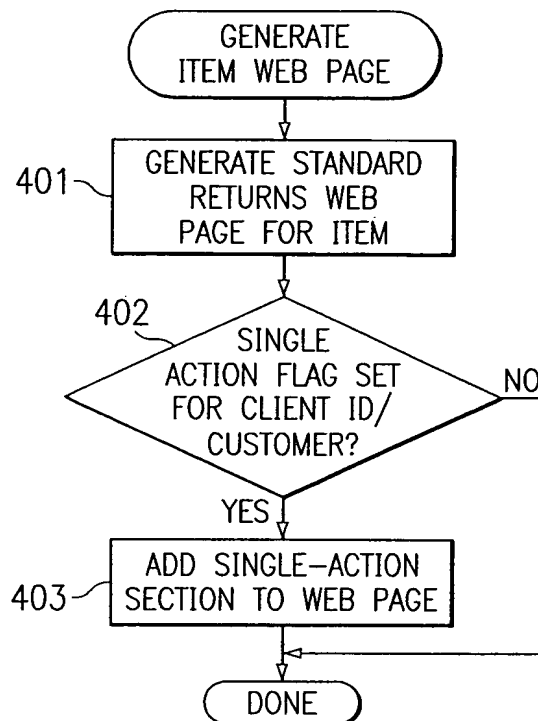 GENERATE
ITEM WEB PAGE
401
GENERATE STANDARD
RETURNS WEB
PAGE FOR ITEM
402
SINGLE
ACTION FLAG SET
FOR CLIENT ID/
CUSTOMER?
NO
YES
403
ADD SINGLE-ACTION
SECTION TO WEB PAGE
DONE